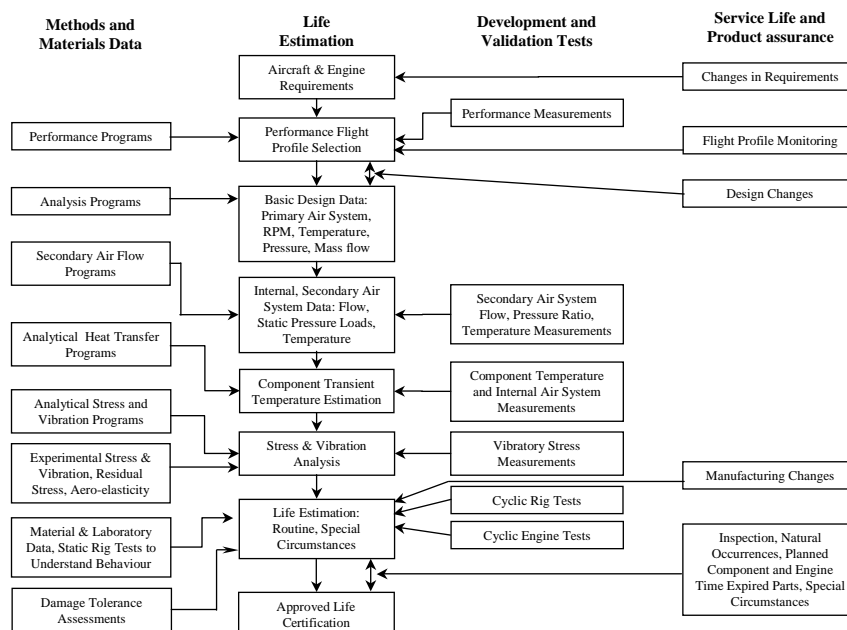 Methods and
Materials Data
Life
Estimation
Development and
Validation Tests
Service Life and
Product assurance
Aircraft & Engine
Requirements
Changes in Requirements
Performance Measurements
Performance Programs
Performance Flight
Profile Selection
Flight Profile Monitoring
Design Changes
Analysis Programs
Basic Design Data:
Primary Air System,
RPM, Temperature,
Pressure, Mass flow
Secondary Air Flow
Programs
Internal, Secondary Air
System Data: Flow,
Static Pressure Loads,
Temperature
Secondary Air System
Flow, Pressure Ratio,
Temperature Measurements
Analytical Heat Transfer
Programs
Component Transient
Temperature Estimation
Component Temperature
and Internal Air System
Measurements
Analytical Stress and
Vibration Programs
Stress & Vibration
Analysis
Vibratory Stress
Measurements
Experimental Stress &
Vibration, Residual
Stress, Aero-elasticity
Manufacturing Changes
Cyclic Rig Tests
Material & Laboratory
Data, Static Rig Tests to
Understand Behaviour
Life Estimation:
Routine, Special
Circumstances
Cyclic Engine Tests
Inspection, Natural
Occurrences, Planned
Component and Engine
Time Expired Parts, Special
Circumstances
Damage Tolerance
Assessments
Approved Life
Certification